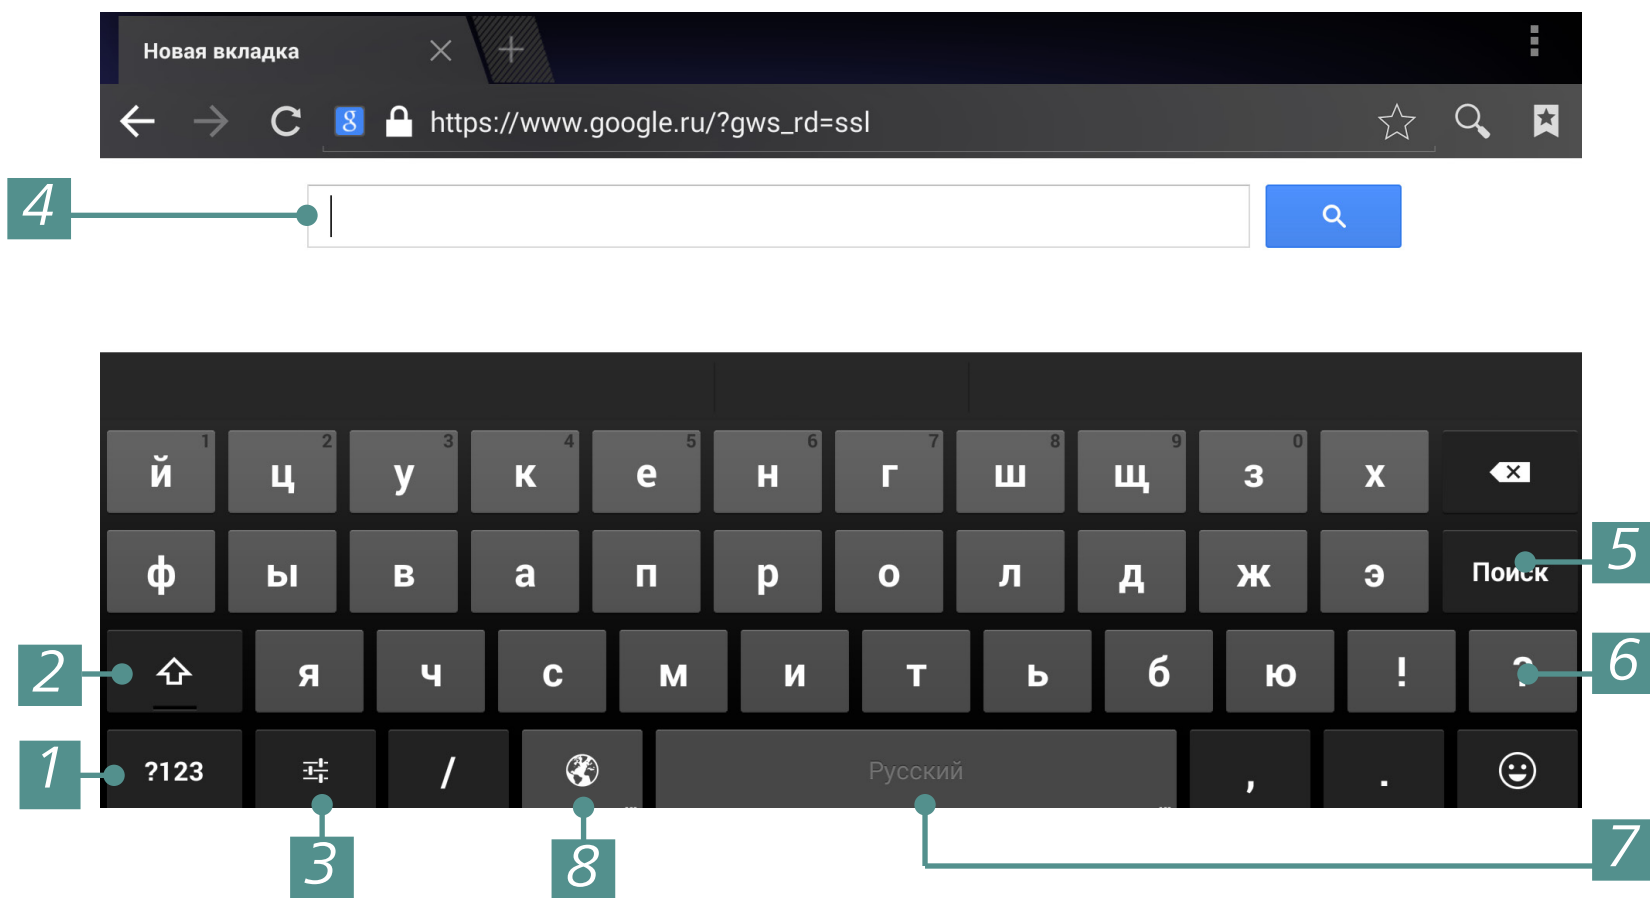 Новая вкладка
g https://www.google.ru/?gws_rd=ssl
4
1 2 3 4 5 6 7 8 9 0
й ц у к е н г ш щ з х
ф ы в а п р о л д ж э Поиск
5
2
я ч с м и т ь б ю ! ?
6
1
?123 / Русский , .
3
8
7